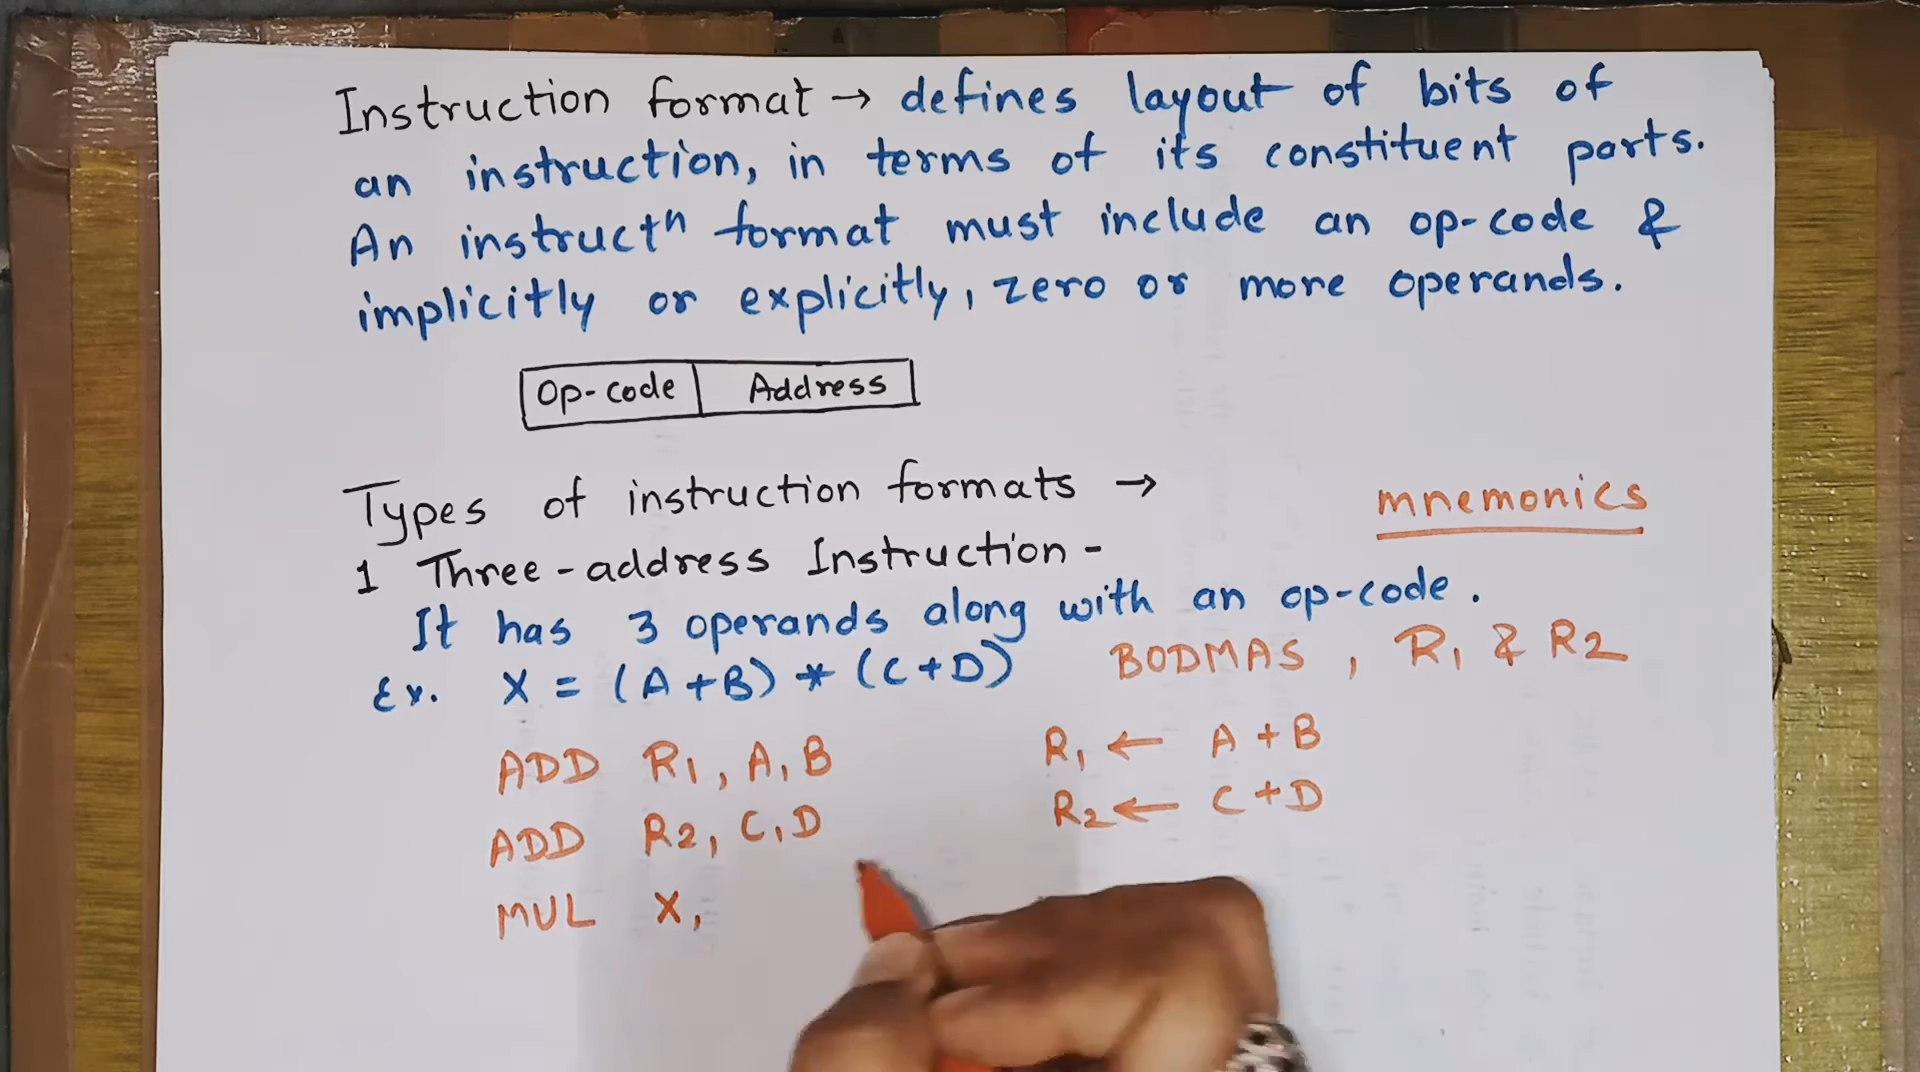 Instruction format → defines layout of bits of
an instruction, in terms of its constituent parts.
An instructⁿ format must include an op-code &
implicitly or explicitly, zero or more operands.
Op-code | Address
Types of instruction formats →
mnemonics
1 Three-address Instruction -
It has 3 operands along with an op-code.
Ex. X = (A+B) * (C+D)
BODMAS, R1 & R2
ADD R1, A, B
R1 ← A+B
ADD R2, C, D
R2 ← C+D
MUL X,